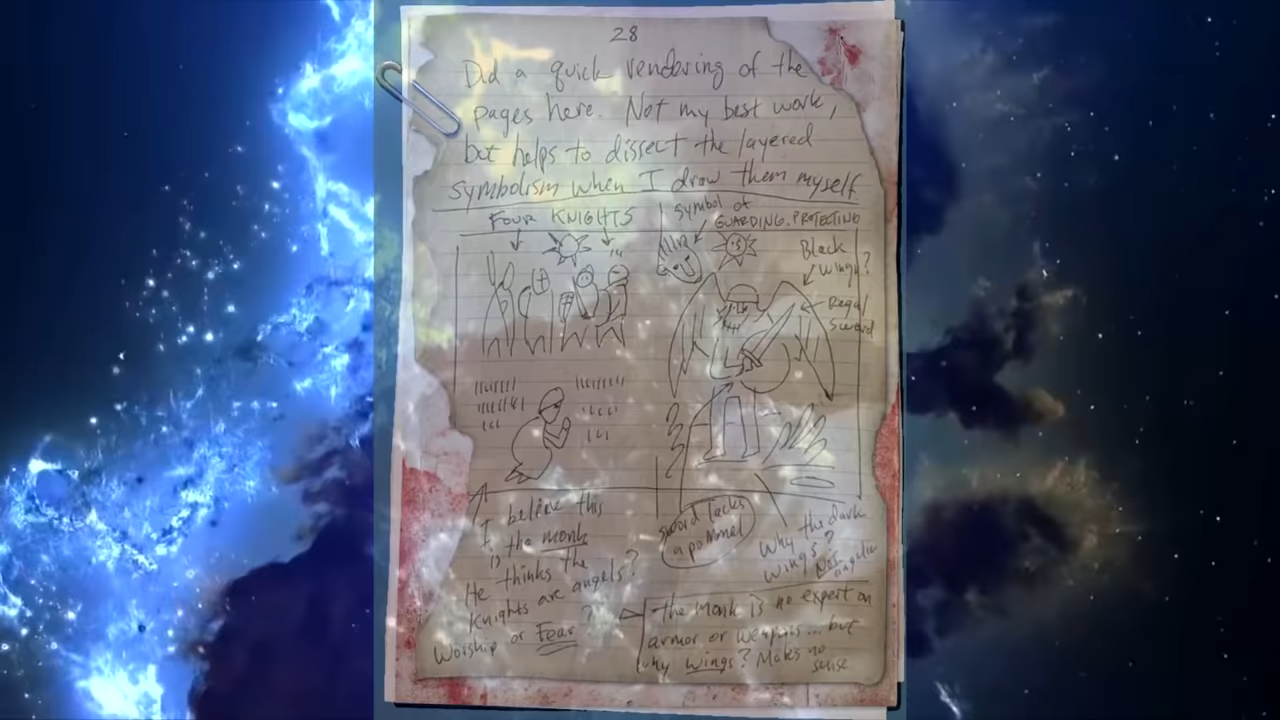 28
Did a quick rendering of the
pages here. Not my best work,
but helps to dissect the layered
symbolism when I draw them myself.
FOUR KNIGHTS
Symbol of
GUARDING, PROTECTING
Black
wings?
Regal
sword
I believe this
is the monk
He thinks the
knights are angels?
Worship or Fear?
sword lacks
a pommel
Why the dark
wings?
Not
the monk is no expert on
armor or weapons... but
why wings? Makes no
sense